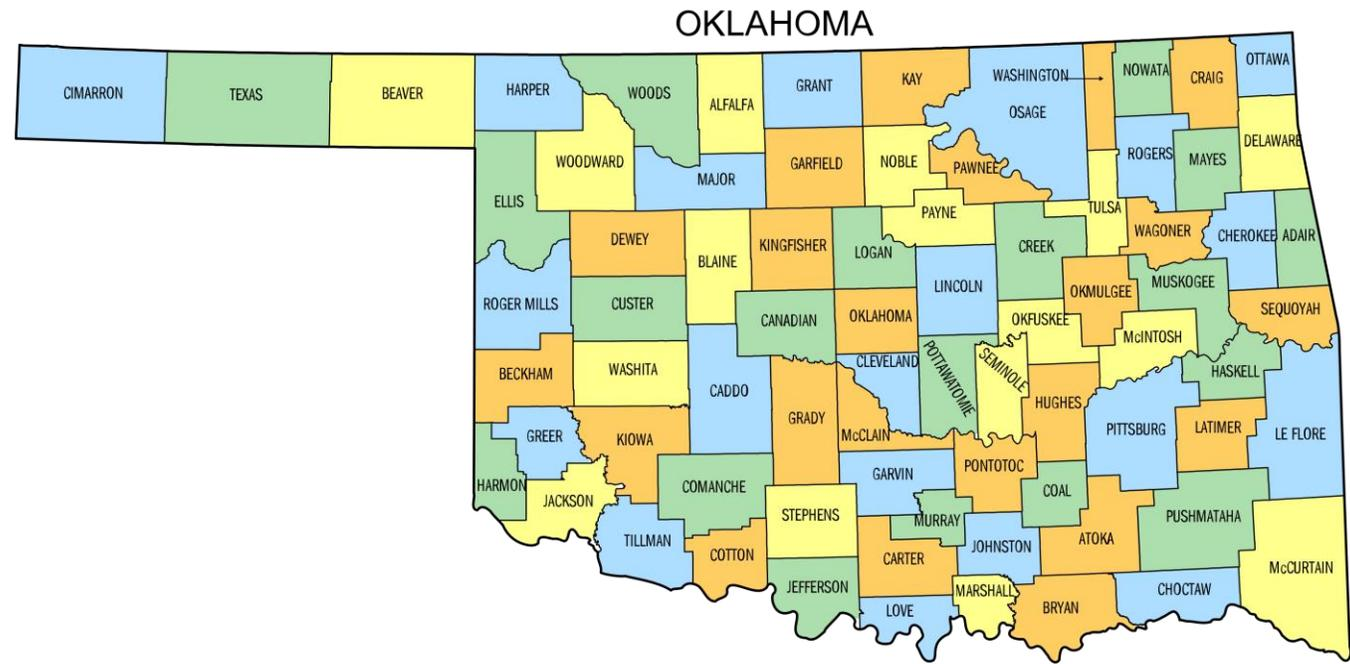 OKLAHOMA
CIMARRON
TEXAS
BEAVER
HARPER
WOODS
ALFALFA
GRANT
KAY
WASHINGTON
OSAGE
NOWATA
CRAIG
OTTAWA
WOODWARD
MAJOR
GARFIELD
NOBLE
PAWNEE
ROGERS
MAYES
DELAWARE
ELLIS
DEWEY
BLAINE
KINGFISHER
LOGAN
PAYNE
CREEK
TULSA
WAGONER
CHEROKEE
ADAIR
ROGER MILLS
CUSTER
CANADIAN
OKLAHOMA
LINCOLN
OKFUSKEE
OKMULGEE
MUSKOGEE
SEQUOYAH
McINTOSH
BECKHAM
WASHITA
CADDO
GRADY
CLEVELAND
McCLAIN
POTTAWATOMIE
SEMINOLE
HUGHES
PITTSBURG
HASKELL
LATIMER
LE FLORE
GREER
KIOWA
HARMON
JACKSON
COMANCHE
GARVIN
PONTOTOC
COAL
TILLMAN
COTTON
STEPHENS
MURRAY
CARTER
JOHNSTON
ATOKA
PUSHMATAHA
McCURTAIN
JEFFERSON
LOVE
MARSHALL
BRYAN
CHOCTAW